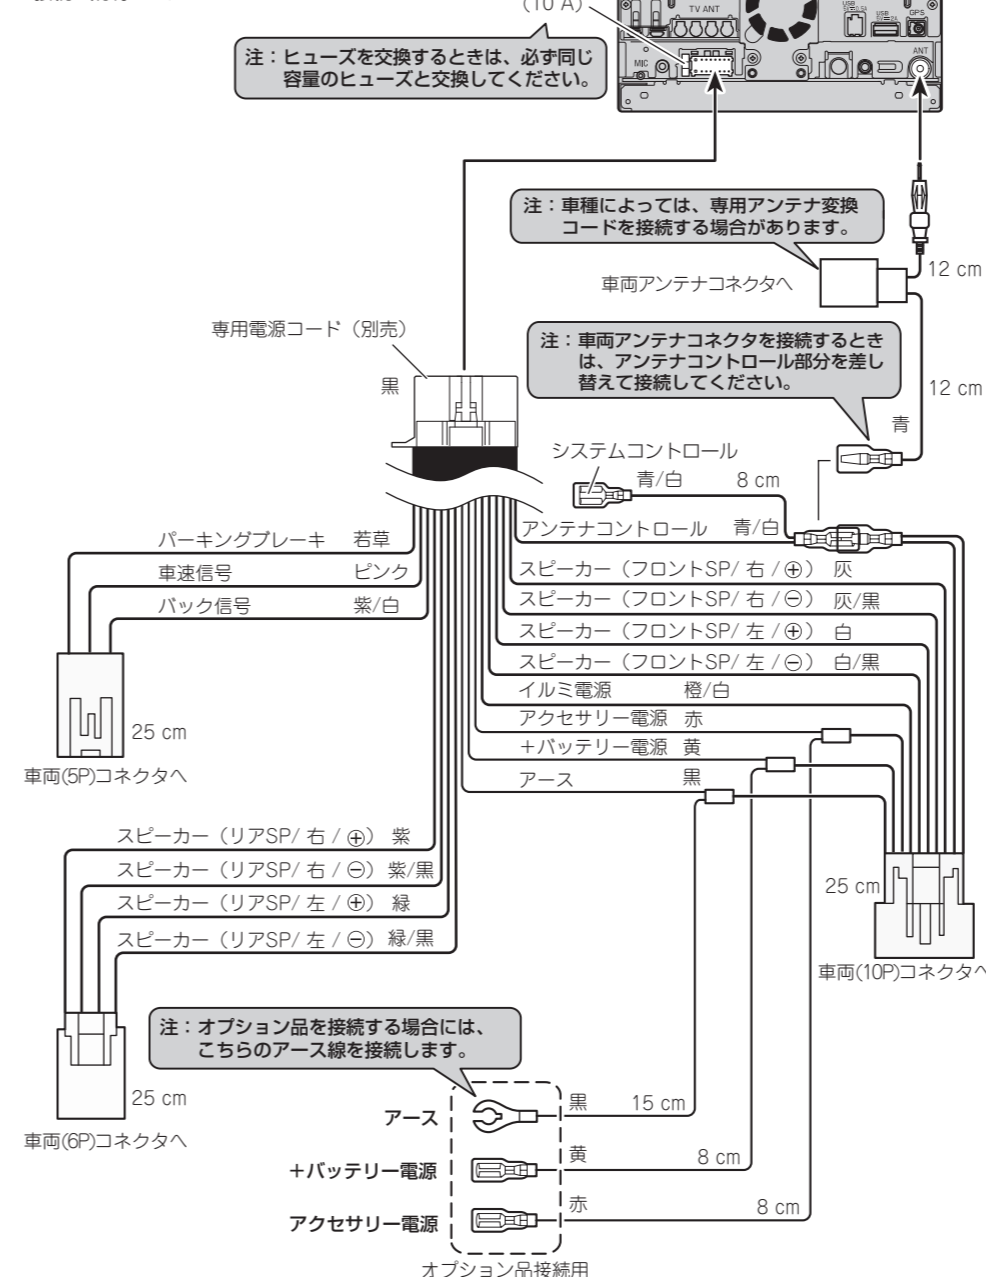 (10 A)
TV ANT
USB
USB
GPS
ANT
MIC
注：ヒューズを交換するときは、必ず同じ
容量のヒューズと交換してください。
注：車種によっては、専用アンテナ変換
コードを接続する場合があります。
12 cm
車両アンテナコネクタへ
専用電源コード（別売）
黒
注：車両アンテナコネクタを接続するとき
は、アンテナコントロール部分を差し
替えて接続してください。
12 cm
青
システムコントロール
青/白 8 cm
アンテナコントロール 青/白
パーキングブレーキ 若草
車速信号 ピンク
バック信号 紫/白
25 cm
車両(5P)コネクタへ
スピーカー（フロントSP/ 右 /⊕） 灰
スピーカー（フロントSP/ 右 /⊖） 灰/黒
スピーカー（フロントSP/ 左 /⊕） 白
スピーカー（フロントSP/ 左 /⊖） 白/黒
イルミ電源 橙/白
アクセサリー電源 赤
＋バッテリー電源 黄
アース 黒
スピーカー（リアSP/ 右 / ⊕） 紫
スピーカー（リアSP/ 右 / ⊖） 紫/黒
スピーカー（リアSP/ 左 / ⊕） 緑
スピーカー（リアSP/ 左 / ⊖） 緑/黒
25 cm
車両(10P)コネクタへ
注：オプション品を接続する場合には、
こちらのアース線を接続します。
25 cm
車両(6P)コネクタへ
アース 黒 15 cm
＋バッテリー電源 黄 8 cm
アクセサリー電源 赤 8 cm
オプション品接続用